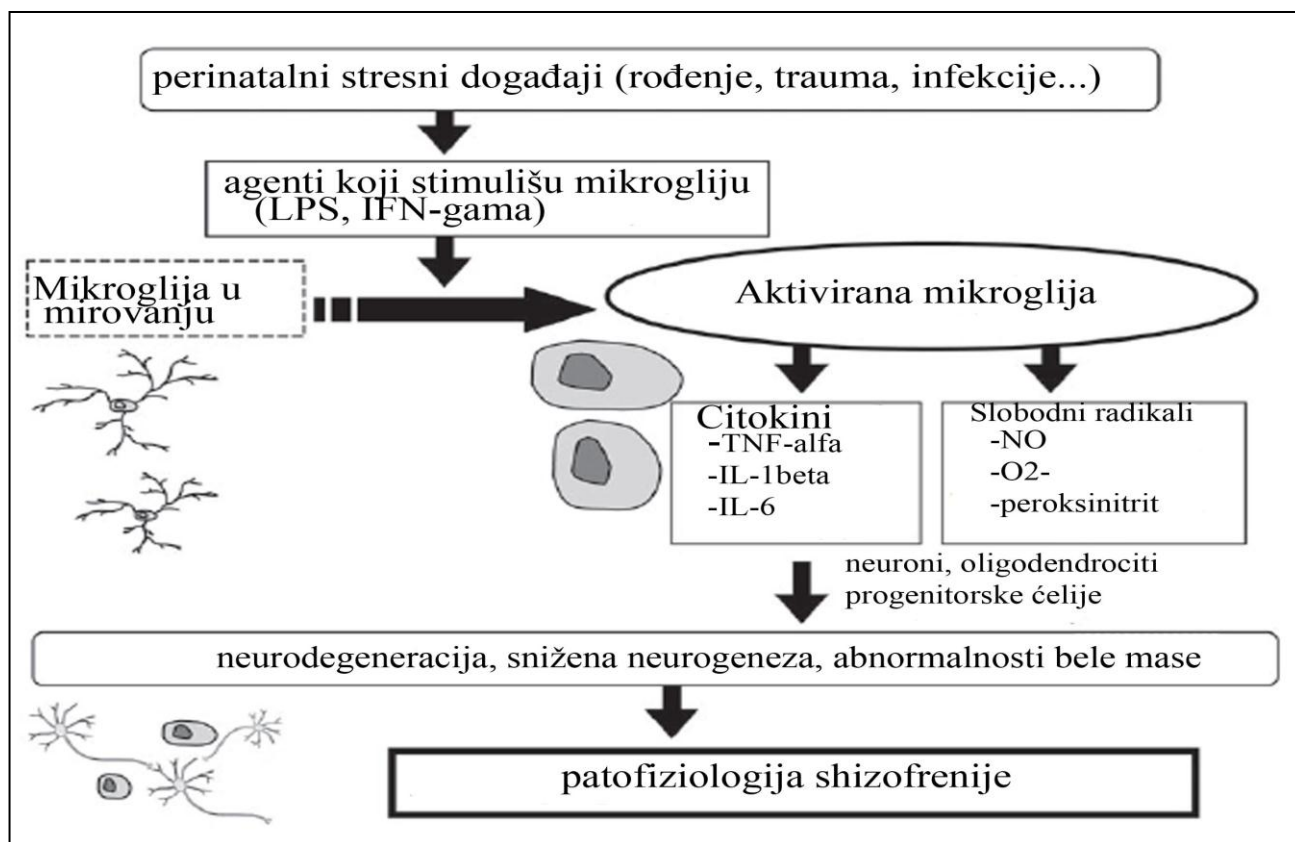 perinatalni stresni događaji (rođenje, trauma, infekcije...)
agenti koji stimulišu mikrogliju
(LPS, IFN-gama)
Mikroglija u
mirovanju
Aktivirana mikroglija
Citokini
-TNF-alfa
-IL-1beta
-IL-6
Slobodni radikali
-NO
-O2-
-peroksinitrit
neuroni, oligodendrociti
progenitorske ćelije
neurodegeneracija, snižena neurogeneza, abnormalnosti bele mase
patofiziologija shizofrenije